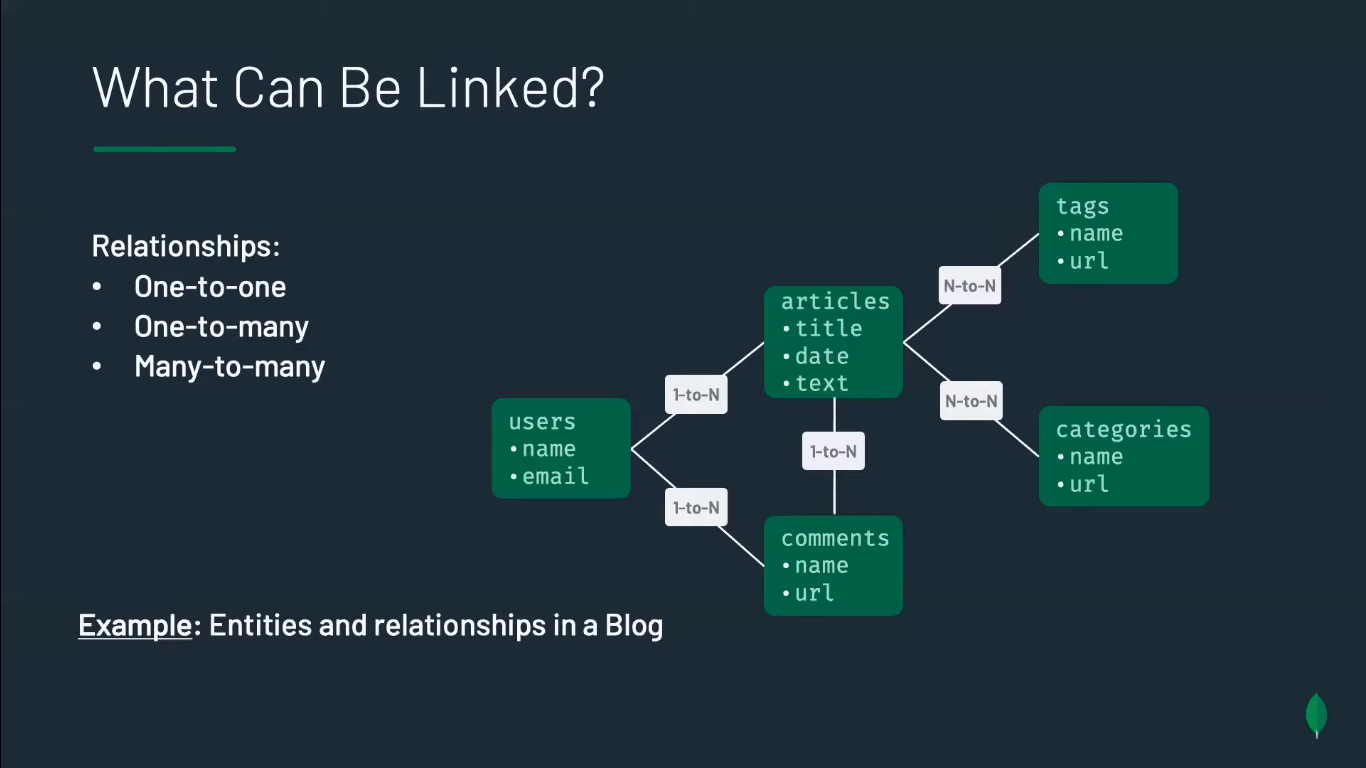 What Can Be Linked?
Relationships:
• One-to-one
• One-to-many
• Many-to-many
users
•name
•email
1-to-N
1-to-N
articles
•title
•date
•text
1-to-N
comments
•name
•url
N-to-N
N-to-N
tags
•name
•url
categories
•name
•url
Example: Entities and relationships in a Blog